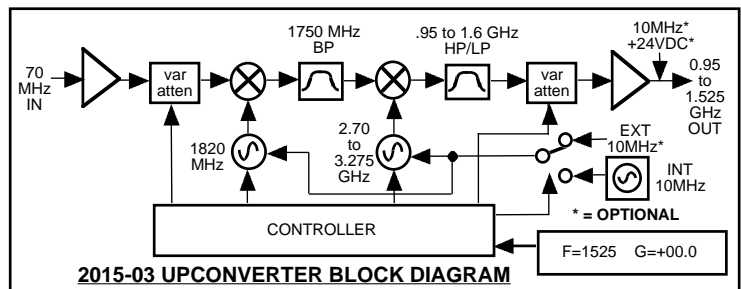 70
MHz
IN
var
atten
1750 MHz
BP
.95 to 1.6 GHz
HP/LP
var
atten
10MHz*
+24VDC*
0.95
to
1.525
GHz
OUT
1820
MHz
2.70
to
3.275
GHz
EXT
10MHz*
INT
10MHz
* = OPTIONAL
CONTROLLER
F=1525 G=+00.0
2015-03 UPCONVERTER BLOCK DIAGRAM